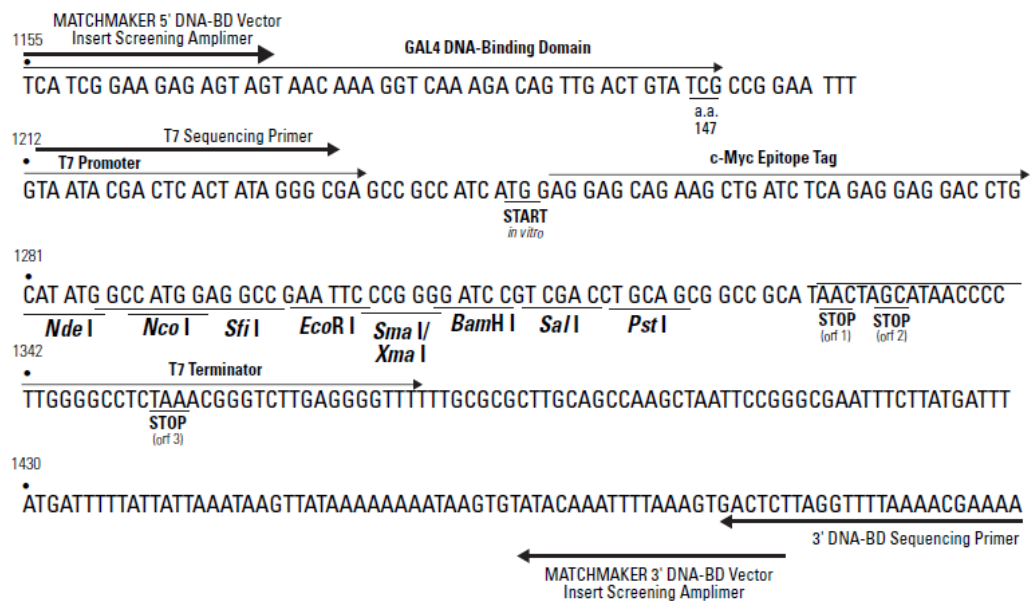 MATCHMAKER 5' DNA-BD Vector
Insert Screening Amplimer
1155
GAL4 DNA-Binding Domain
TCA TCG GAA GAG AGT AGT AAC AAA GGT CAA AGA CAG TTG ACT GTA TCG CCG GAA TTT
a.a.
147
1212
T7 Sequencing Primer
T7 Promoter
c-Myc Epitope Tag
GTA ATA CGA CTC ACT ATA GGG CGA GCC GCC ATC ATG GAG GAG CAG AAG CTG ATC TCA GAG GAG GAC CTG
START
in vitro
1281
CAT ATG GCC ATG GAG GCC GAA TTC CCG GGG ATC CGT CGA CCT GCA GCG GCC GCA TAACTAGCATAACCCC
Nde I Nco I Sfi I EcoR I Sma I/ BamH I Sal I Pst I STOP STOP
Xma I (orf 1) (orf 2)
1342
T7 Terminator
TTGGGGCCTCTAAACGGGTCTTGAGGGGTTTTTTGCGCGCTTGCAGCCAAGCTAATTCCGGGCGAATTTCTTATGATTT
STOP
(orf 3)
1430
ATGATTTTTATTATTAAATAAGTTATAAAAAAAATAAGTGTATACAAATTTTAAAGTGACTCTTAGGTTTTAAAACGAAAA
3' DNA-BD Sequencing Primer
MATCHMAKER 3' DNA-BD Vector
Insert Screening Amplimer